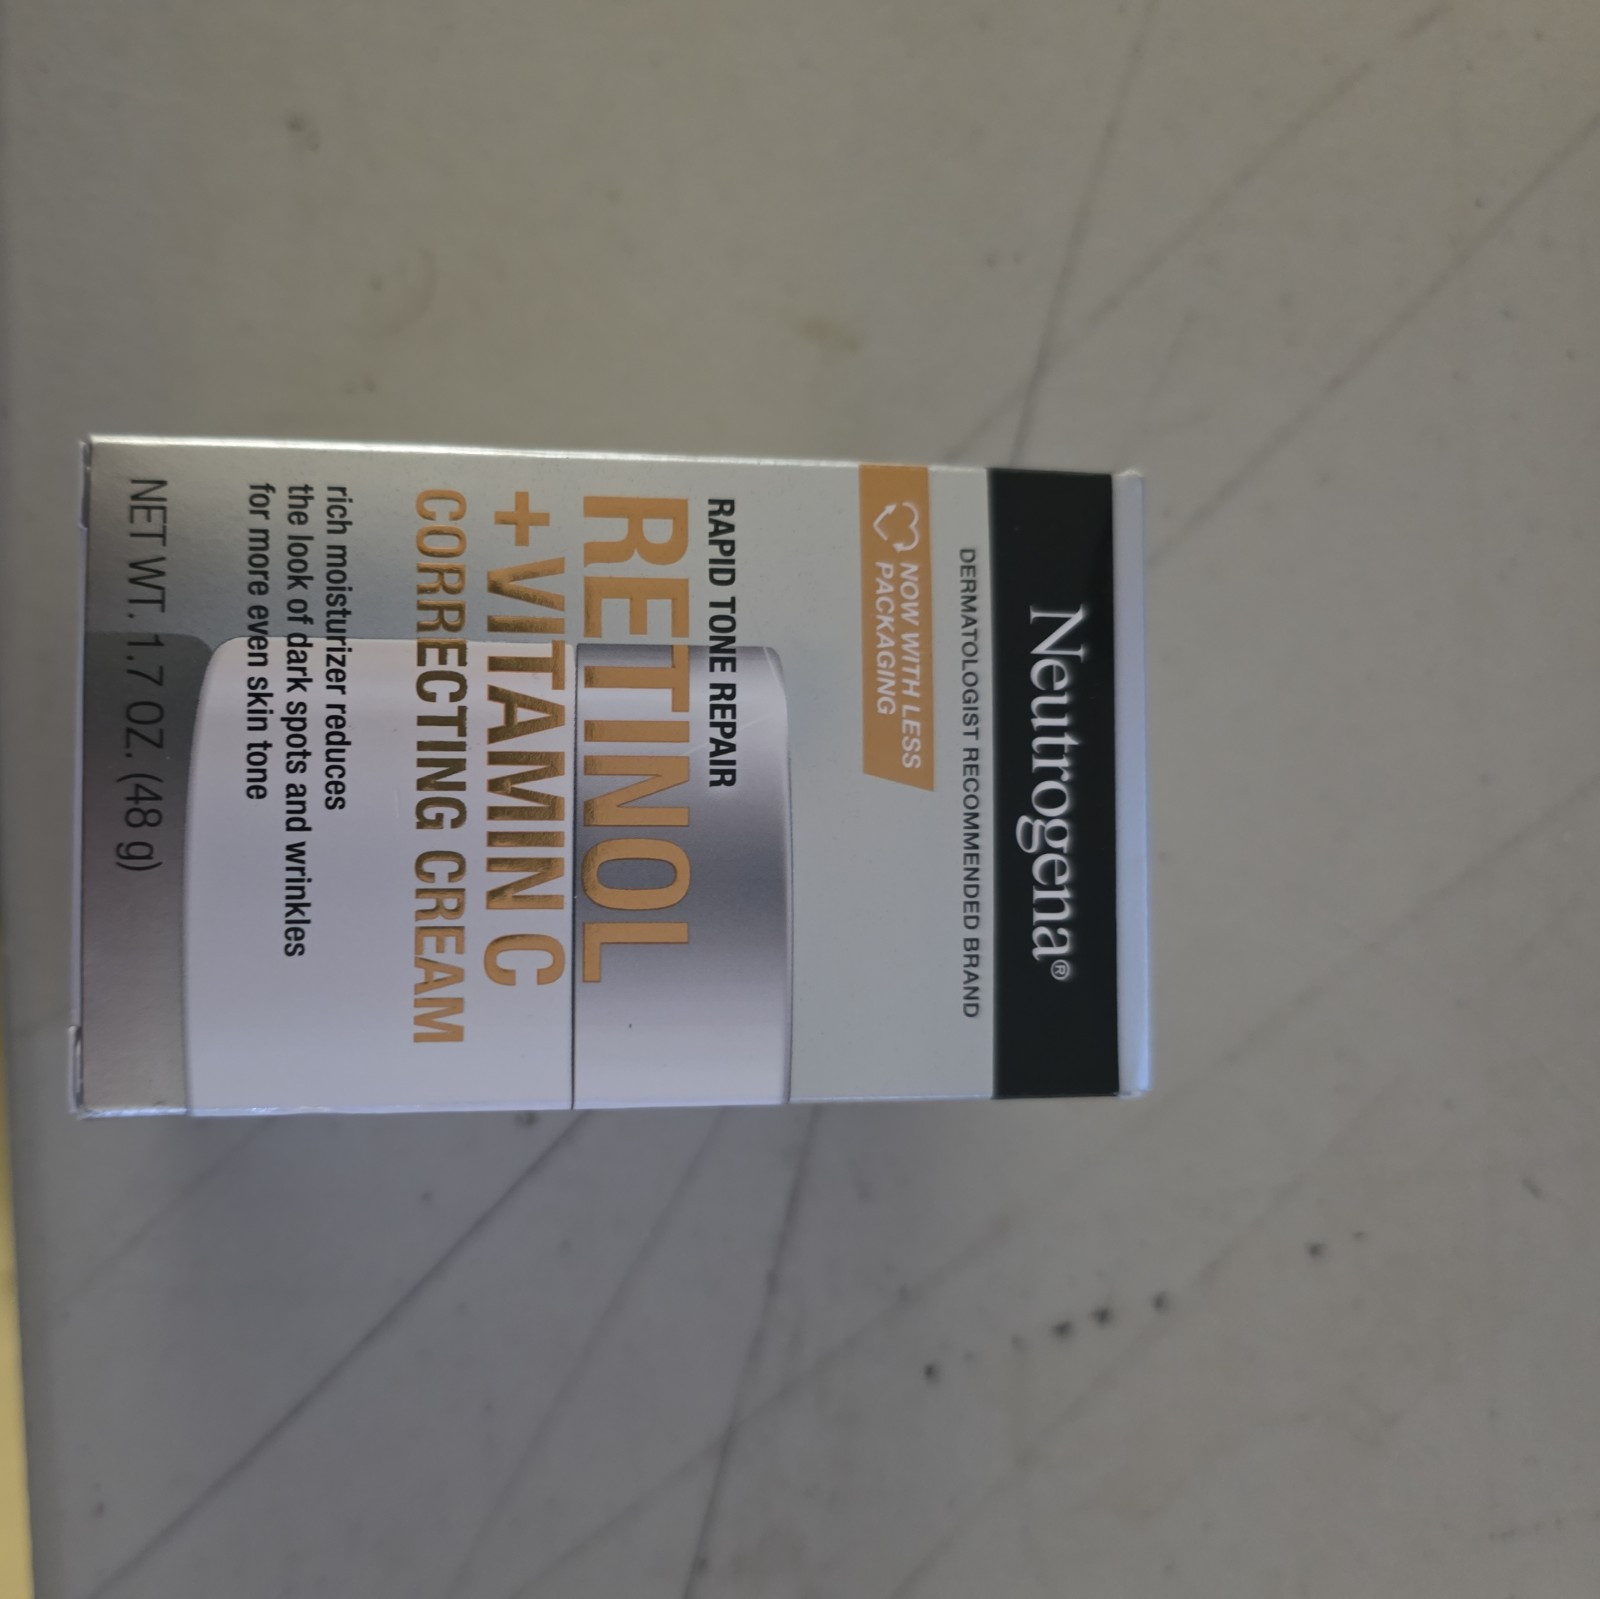 Neutrogena®
DERMATOLOGIST RECOMMENDED BRAND
NOW WITH LESS
PACKAGING
RAPID TONE REPAIR
RETINOL
+ VITAMIN C
CORRECTING CREAM
rich moisturizer reduces
the look of dark spots and wrinkles
for more even skin tone
NET WT. 1.7 OZ. (48 g)